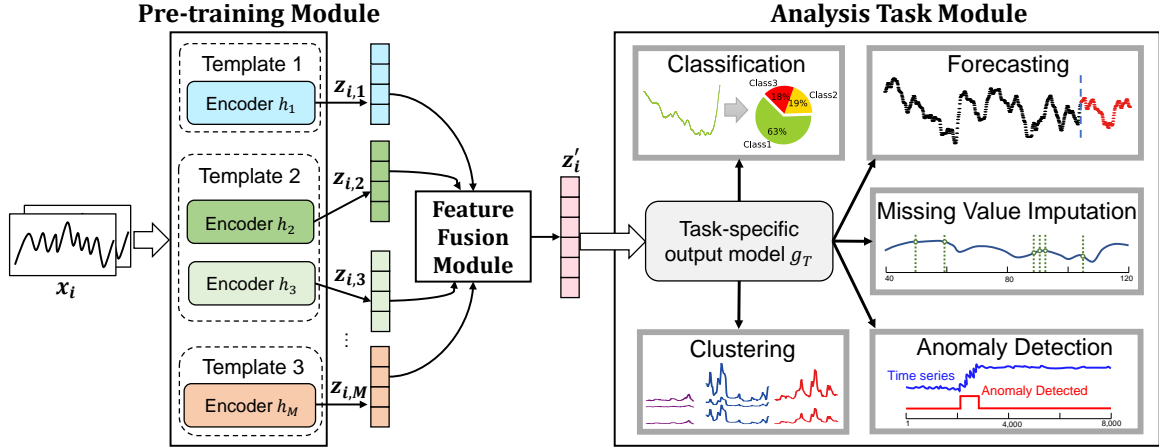 Pre-training Module
Analysis Task Module
Template 1
Encoder h₁
z_{i,1}
Template 2
Encoder h₂
z_{i,2}
Encoder h₃
z_{i,3}
...
Template 3
Encoder h_M
z_{i,M}
x_i
Feature
Fusion
Module
z'_i
Task-specific
output model g_T
Classification
Class3
18%
Class2
19%
63%
Class1
Forecasting
Missing Value Imputation
40
80
120
Clustering
Anomaly Detection
Time series
Anomaly Detected
1
4,000
8,000